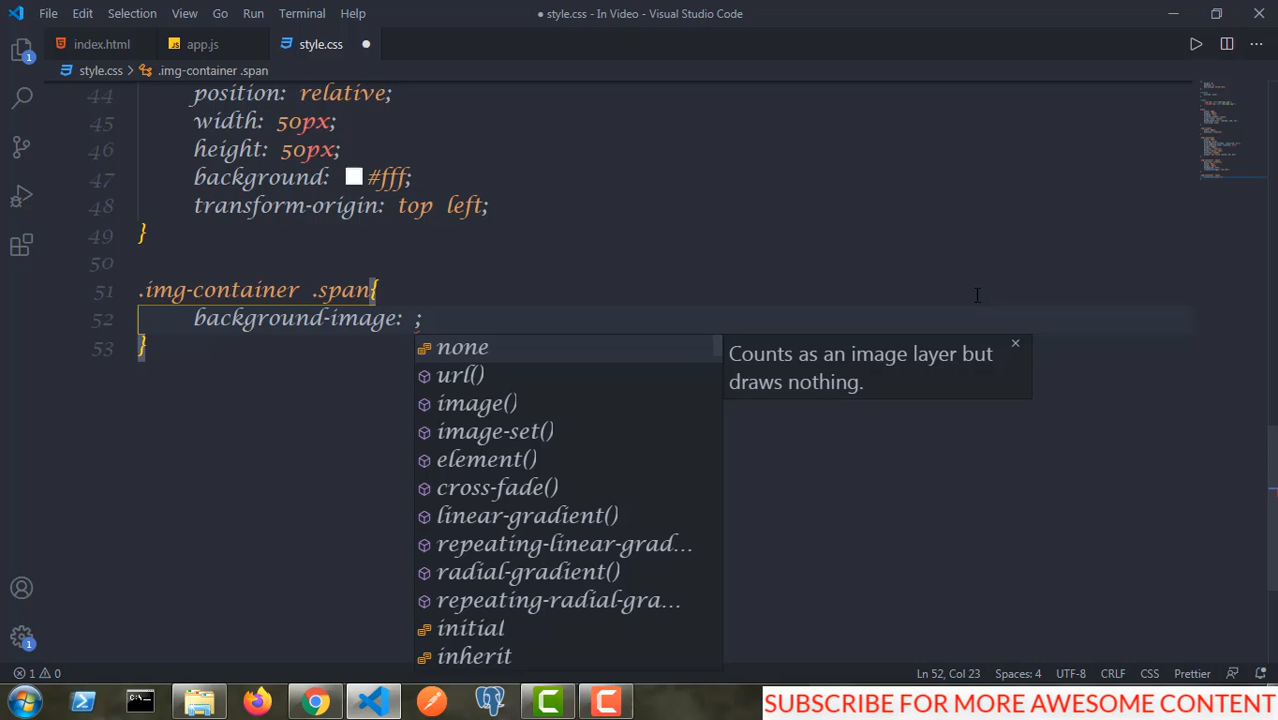 File Edit Selection View Go Run Terminal Help
● style.css - In Video - Visual Studio Code
index.html app.js style.css ●
style.css > .img-container .span
44 position: relative;
45 width: 50px;
46 height: 50px;
47 background: #fff;
48 transform-origin: top left;
49 }
50
51 .img-container .span{
52 background-image: ;
53 }
none
url()
image()
image-set()
element()
cross-fade()
linear-gradient()
repeating-linear-grad...
radial-gradient()
repeating-radial-gra...
initial
inherit
Counts as an image layer but
draws nothing.
1
1
1 0 Ln 52, Col 23 Spaces: 4 UTF-8 CRLF CSS Prettier
SUBSCRIBE FOR MORE AWESOME CONTENT